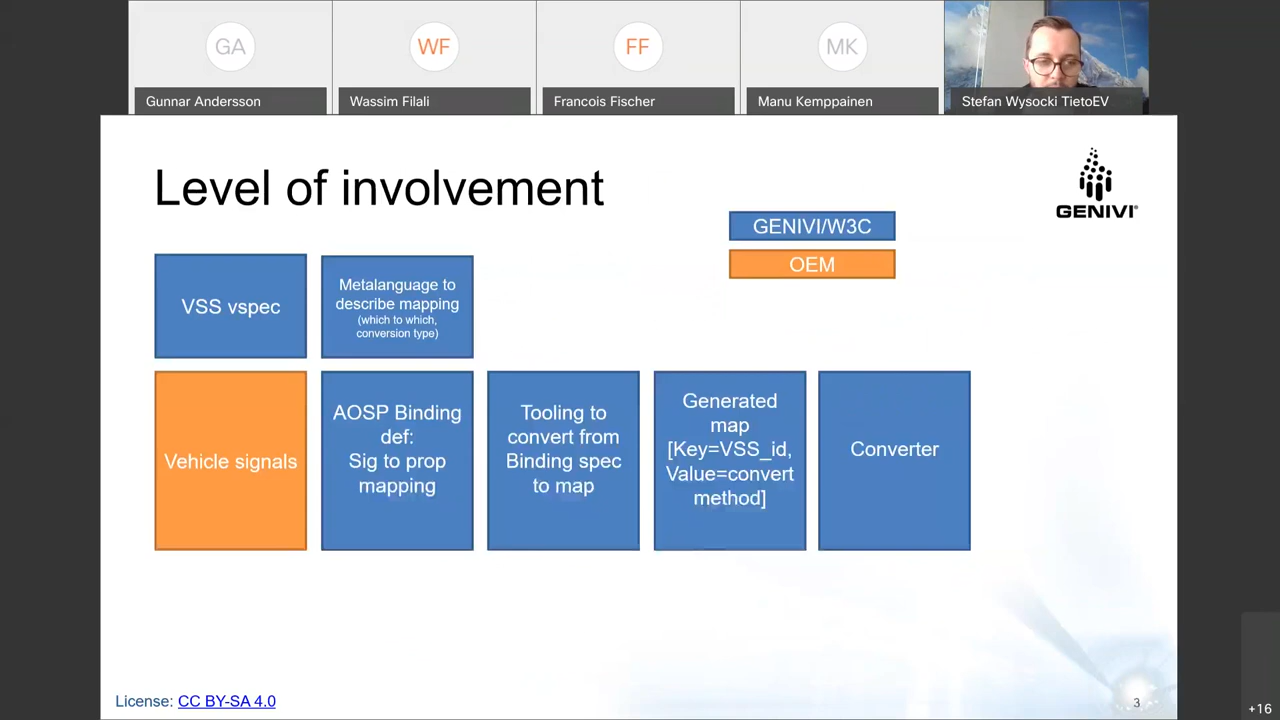 GA
WF
FF
MK
Gunnar Andersson
Wassim Filali
Francois Fischer
Manu Kemppainen
Stefan Wysocki TietoEV
Level of involvement
GENIVI®
GENIVI/W3C
OEM
VSS vspec
Metalanguage to
describe mapping
(which to which,
conversion type)
Vehicle signals
AOSP Binding
def:
Sig to prop
mapping
Tooling to
convert from
Binding spec
to map
Generated
map
[Key=VSS_id,
Value=convert
method]
Converter
License: CC BY-SA 4.0
3
+16